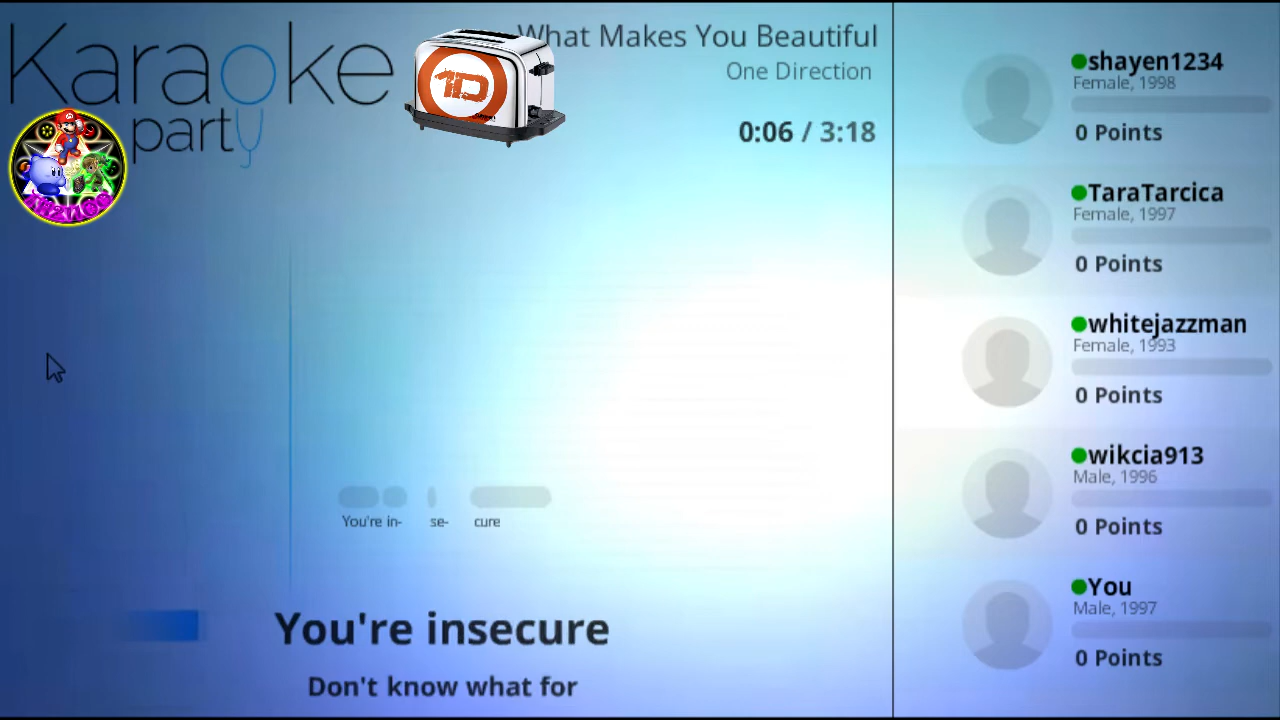 Karaoke
party
1D
What Makes You Beautiful
One Direction
0:06 / 3:18
You're in- se- cure
You're insecure
Don't know what for
shayen1234
Female, 1998
0 Points
TaraTarcica
Female, 1997
0 Points
whitejazzman
Female, 1993
0 Points
wikcia913
Male, 1996
0 Points
You
Male, 1997
0 Points